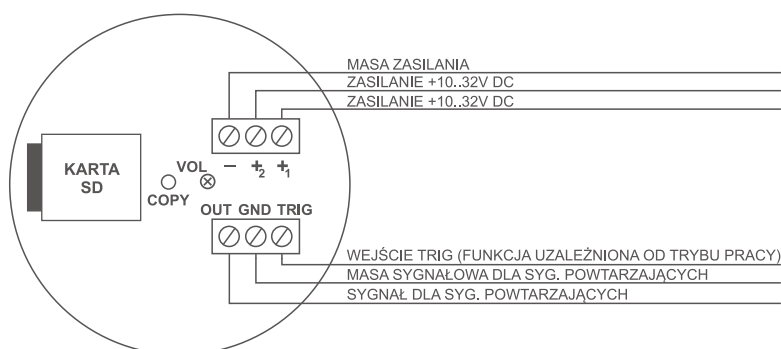 MASA ZASILANIA
ZASILANIE +10..32V DC
ZASILANIE +10..32V DC
KARTA
SD
VOL
COPY
− +2 +1
OUT GND TRIG
WEJŚCIE TRIG (FUNKCJA UZALEŻNIONA OD TRYBU PRACY)
MASA SYGNAŁOWA DLA SYG. POWTARZAJĄCYCH
SYGNAŁ DLA SYG. POWTARZAJĄCYCH